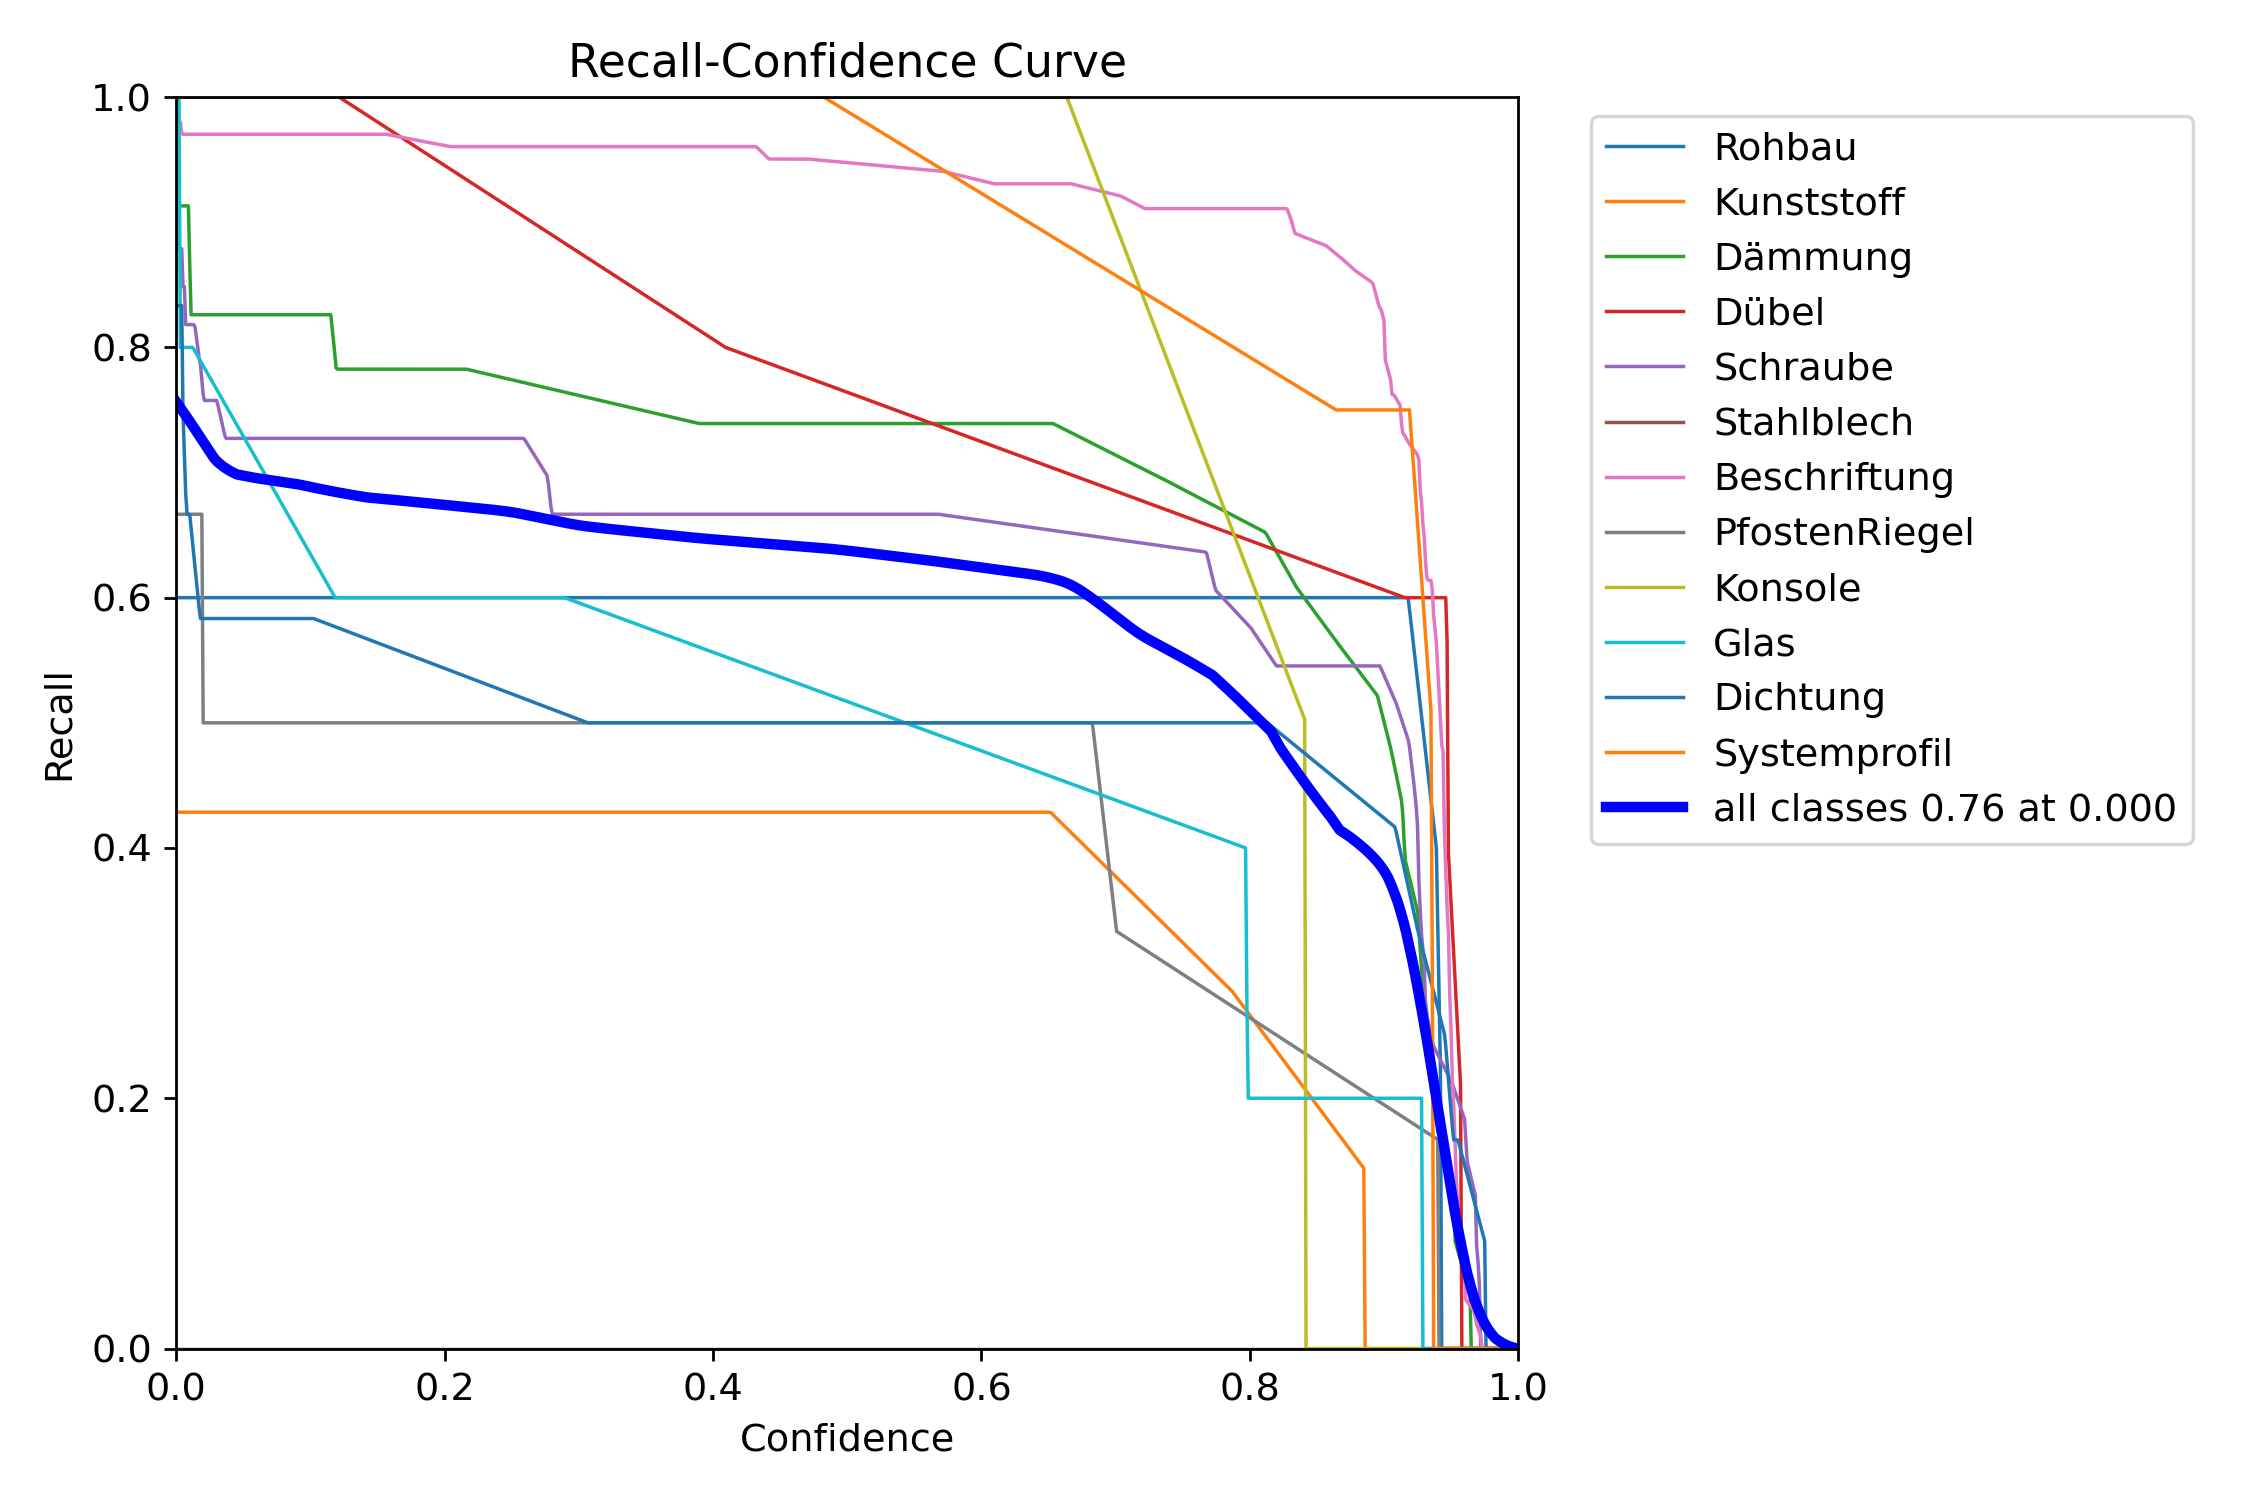 Recall-Confidence Curve
1.0
0.8
0.6
0.4
0.2
0.0
Recall
0.0 0.2 0.4 0.6 0.8 1.0
Confidence
Rohbau
Kunststoff
Dämmung
Dübel
Schraube
Stahlblech
Beschriftung
PfostenRiegel
Konsole
Glas
Dichtung
Systemprofil
all classes 0.76 at 0.000